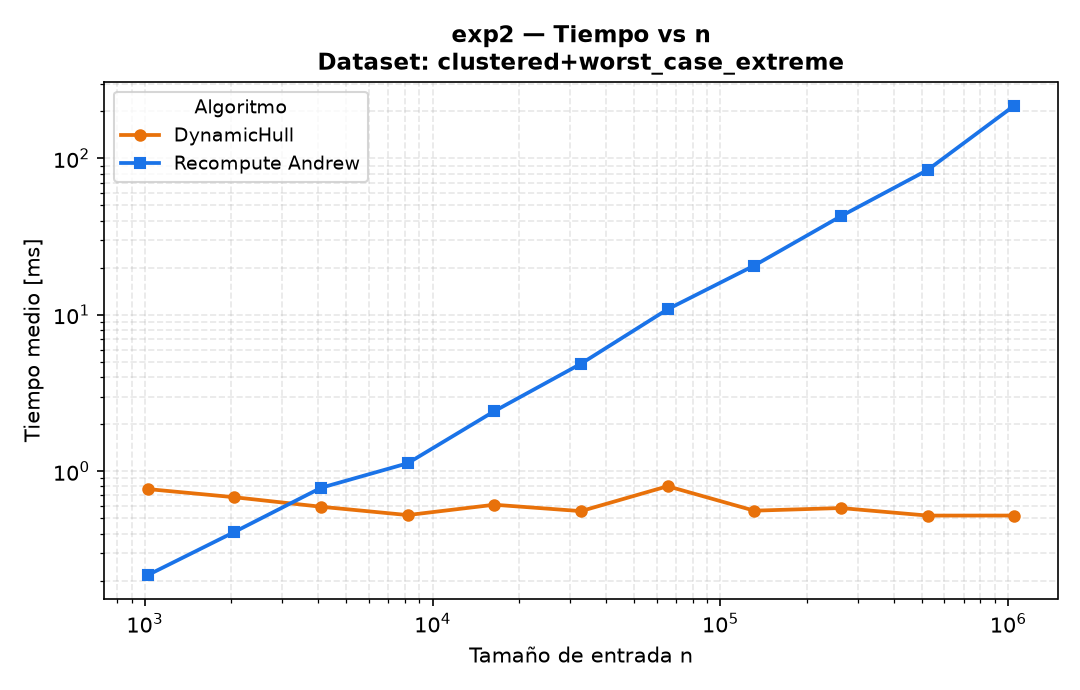 exp2 — Tiempo vs n
Dataset: clustered+worst_case_extreme
Algoritmo
DynamicHull
Recompute Andrew
Tiempo medio [ms]
10²
10¹
10⁰
10³
10⁴
10⁵
10⁶
Tamaño de entrada n